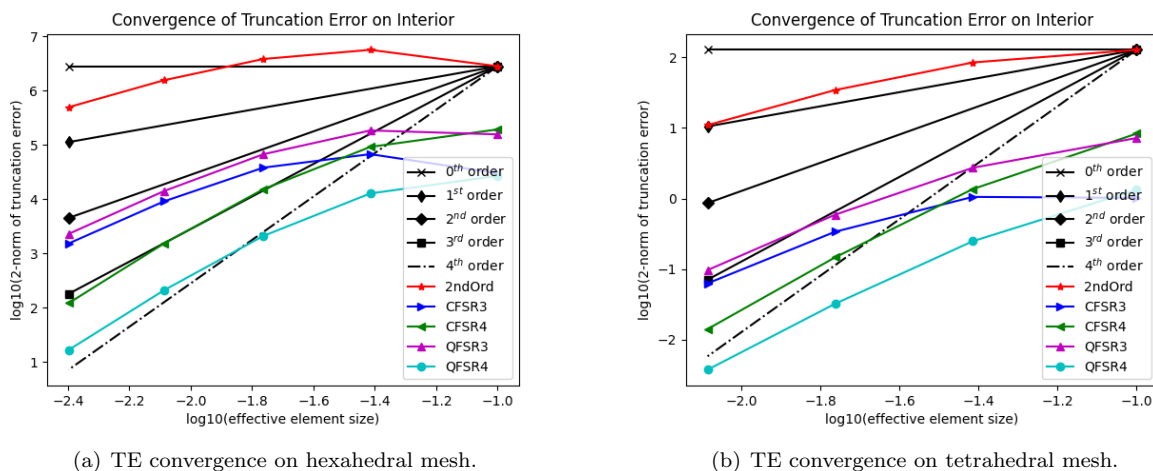 Convergence of Truncation Error on Interior
7
6
5
4
3
2
1
log10(2-norm of truncation error)
0th order
1st order
2nd order
3rd order
4th order
2ndOrd
CFSR3
CFSR4
QFSR3
QFSR4
−2.4 −2.2 −2.0 −1.8 −1.6 −1.4 −1.2 −1.0
log10(effective element size)
(a) TE convergence on hexahedral mesh.
Convergence of Truncation Error on Interior
2
1
0
−1
−2
log10(2-norm of truncation error)
0th order
1st order
2nd order
3rd order
4th order
2ndOrd
CFSR3
CFSR4
QFSR3
QFSR4
−2.0 −1.8 −1.6 −1.4 −1.2 −1.0
log10(effective element size)
(b) TE convergence on tetrahedral mesh.